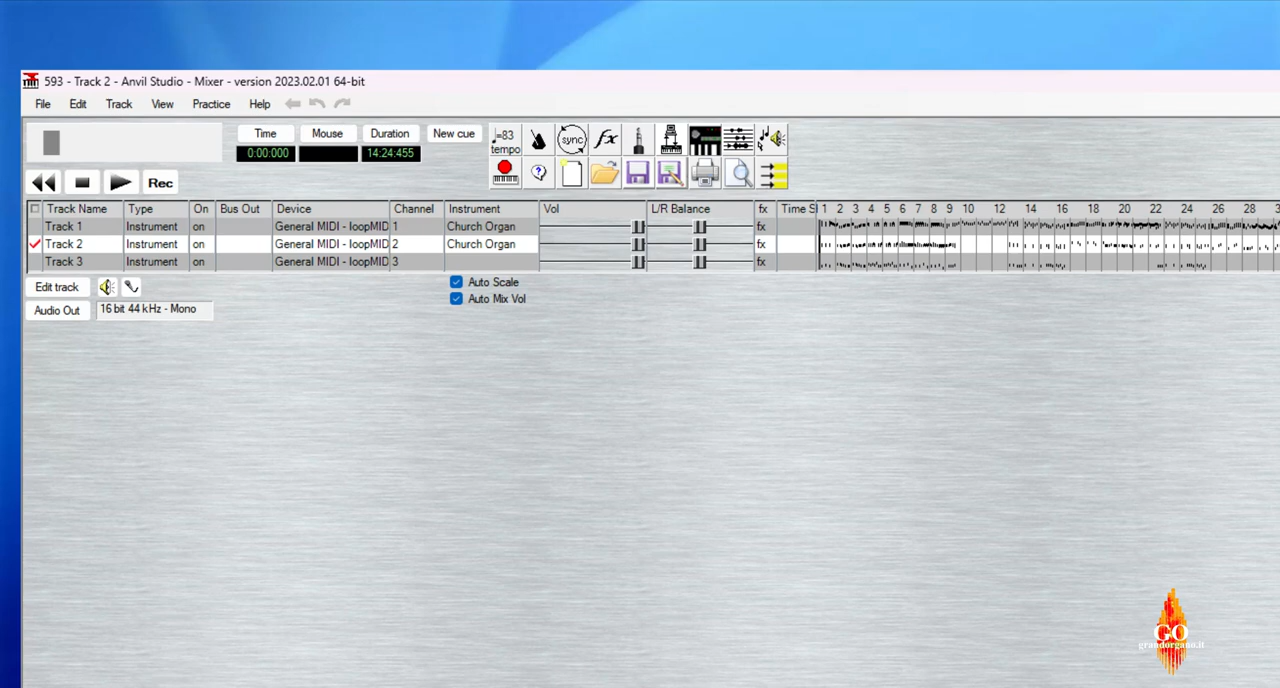 593 - Track 2 - Anvil Studio - Mixer - version 2023.02.01 64-bit
File Edit Track View Practice Help
Time Mouse Duration New cue
0:00:000 14:24:455
=83
tempo
sync
fx
Rec
Track Name Type On Bus Out Device Channel Instrument Vol L/R Balance fx Time S 1 2 3 4 5 6 7 8 9 10 12 14 16 18 20 22 24 26 28 3
Track 1 Instrument on General MIDI - loopMID 1 Church Organ fx
Track 2 Instrument on General MIDI - loopMID 2 Church Organ fx
Track 3 Instrument on General MIDI - loopMID 3 fx
Edit track
Auto Scale
Auto Mix Vol
Audio Out 16 bit 44 kHz - Mono
GO
grandorgano.it